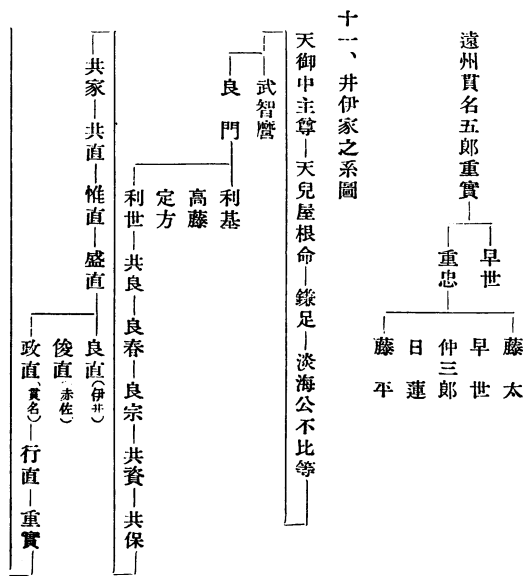 遠州貫名五郎重實
早世
重忠
藤太
早世
仲三郎
日蓮
藤平
十一、井伊家之系圖
天御中主尊―天兒屋根命―鎌足―淡海公不比等
武智麿
良門
利基
高藤
定方
利世―共良―良春―良宗―共資―共保
共家―共直―惟直―盛直
良直(伊井)
俊直(赤佐)
政直(貫名)―行直―重實